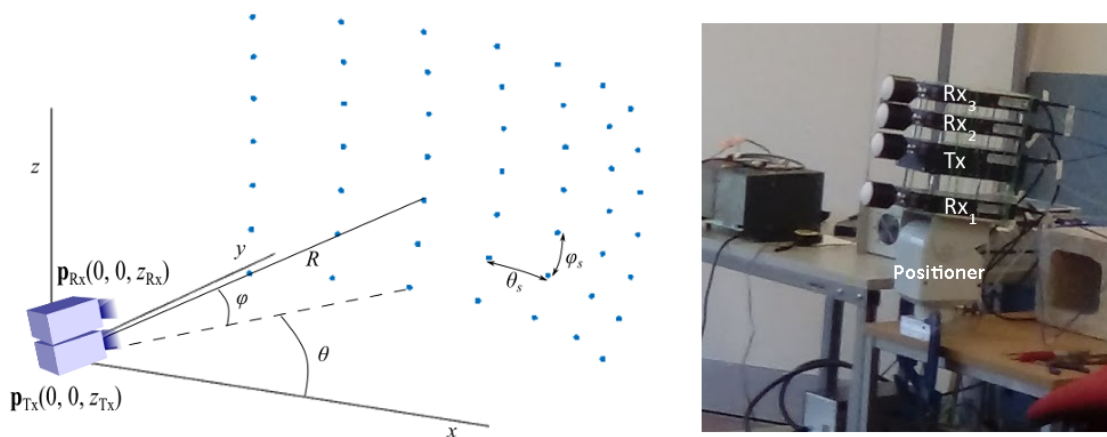 z
y
R
φ
p_Rx(0, 0, z_Rx)
θ_s
φ_s
θ
p_Tx(0, 0, z_Tx)
x
Rx_3
Rx_2
Tx
Rx_1
Positioner